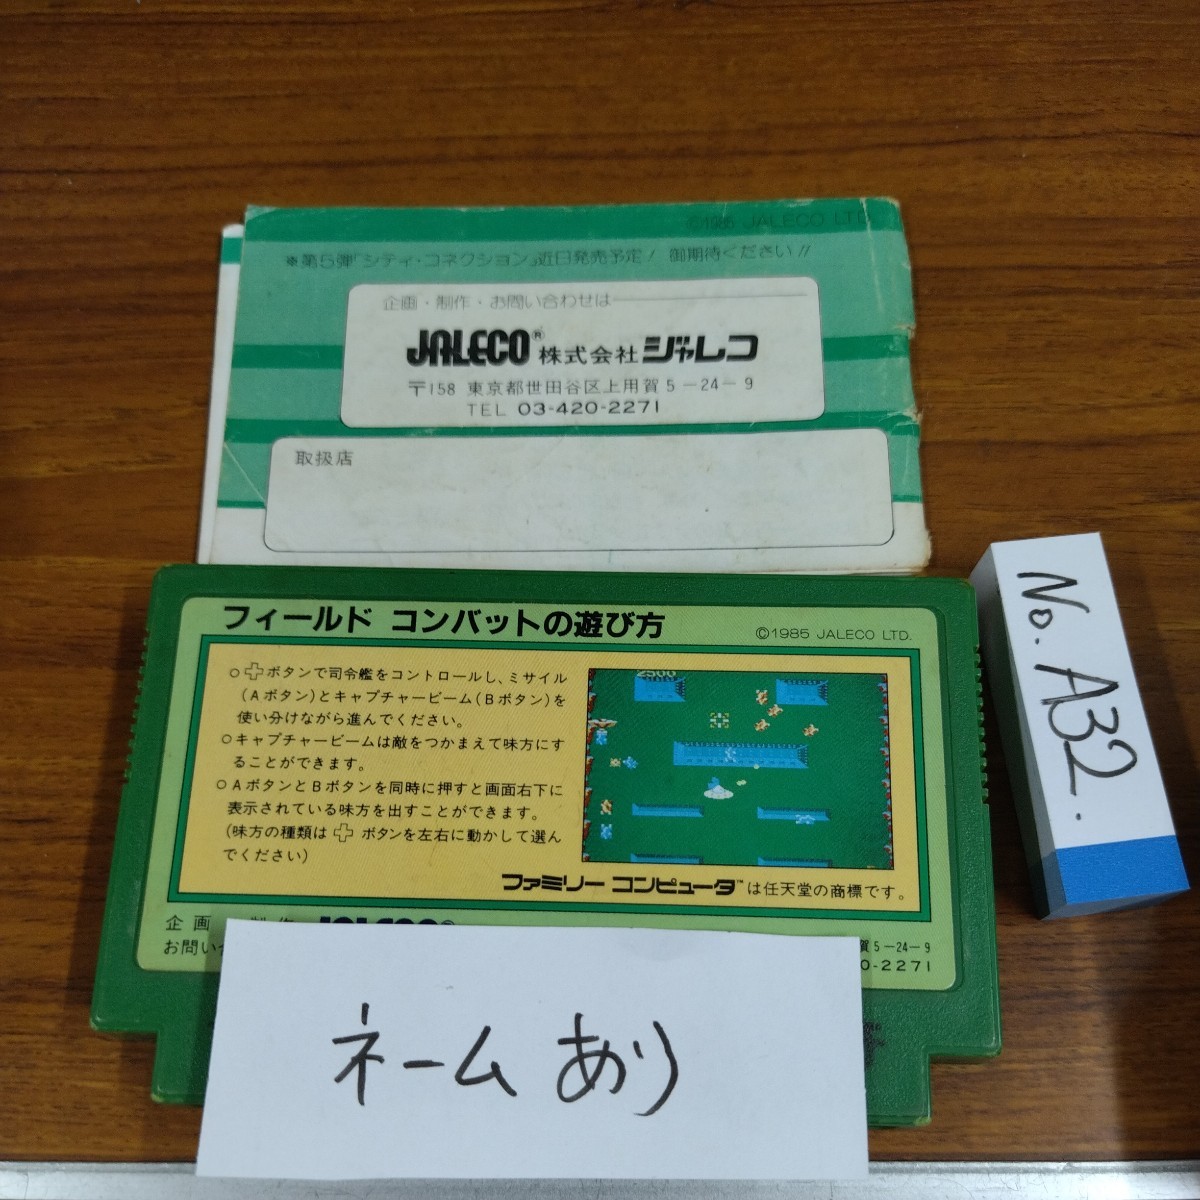 ©1985 JALECO LTD.
※第5弾「シティ・コネクション」近日発売予定! 御期待ください!!
企画・制作・お問い合わせは
JALECO® 株式会社ジャレコ
〒158 東京都世田谷区上用賀5-24-9
TEL 03-420-2271
取扱店
フィールド コンバットの遊び方
©1985 JALECO LTD.
○✚ボタンで司令艦をコントロールし、ミサイル
(Aボタン)とキャプチャービーム(Bボタン)を
使い分けながら進んでください。
○キャプチャービームは敵をつかまえて味方にす
ることができます。
○AボタンとBボタンを同時に押すと画面右下に
表示されている味方を出すことができます。
(味方の種類は✚ボタンを左右に動かして選ん
でください)
2500
ファミリーコンピュータ™は任天堂の商標です。
企画 制作 JALECO®
お問い 賀5-24-9
0-2271
ネームあり
No. A32.